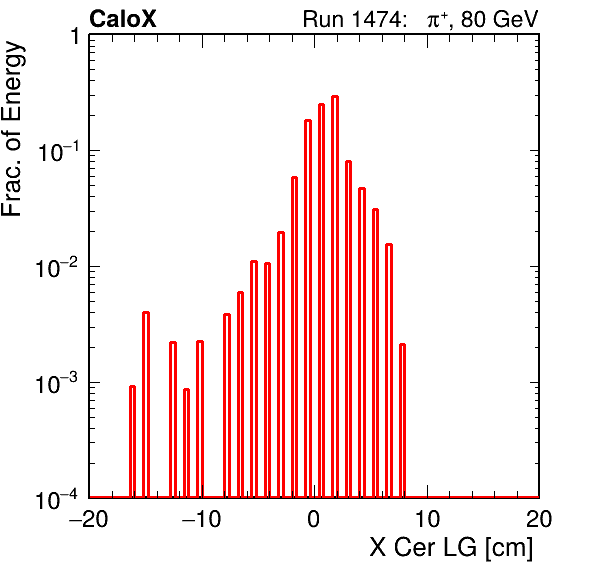 CaloX Run 1474: π⁺, 80 GeV
Frac. of Energy
1
10⁻¹
10⁻²
10⁻³
10⁻⁴
−20 −10 0 10 20
X Cer LG [cm]